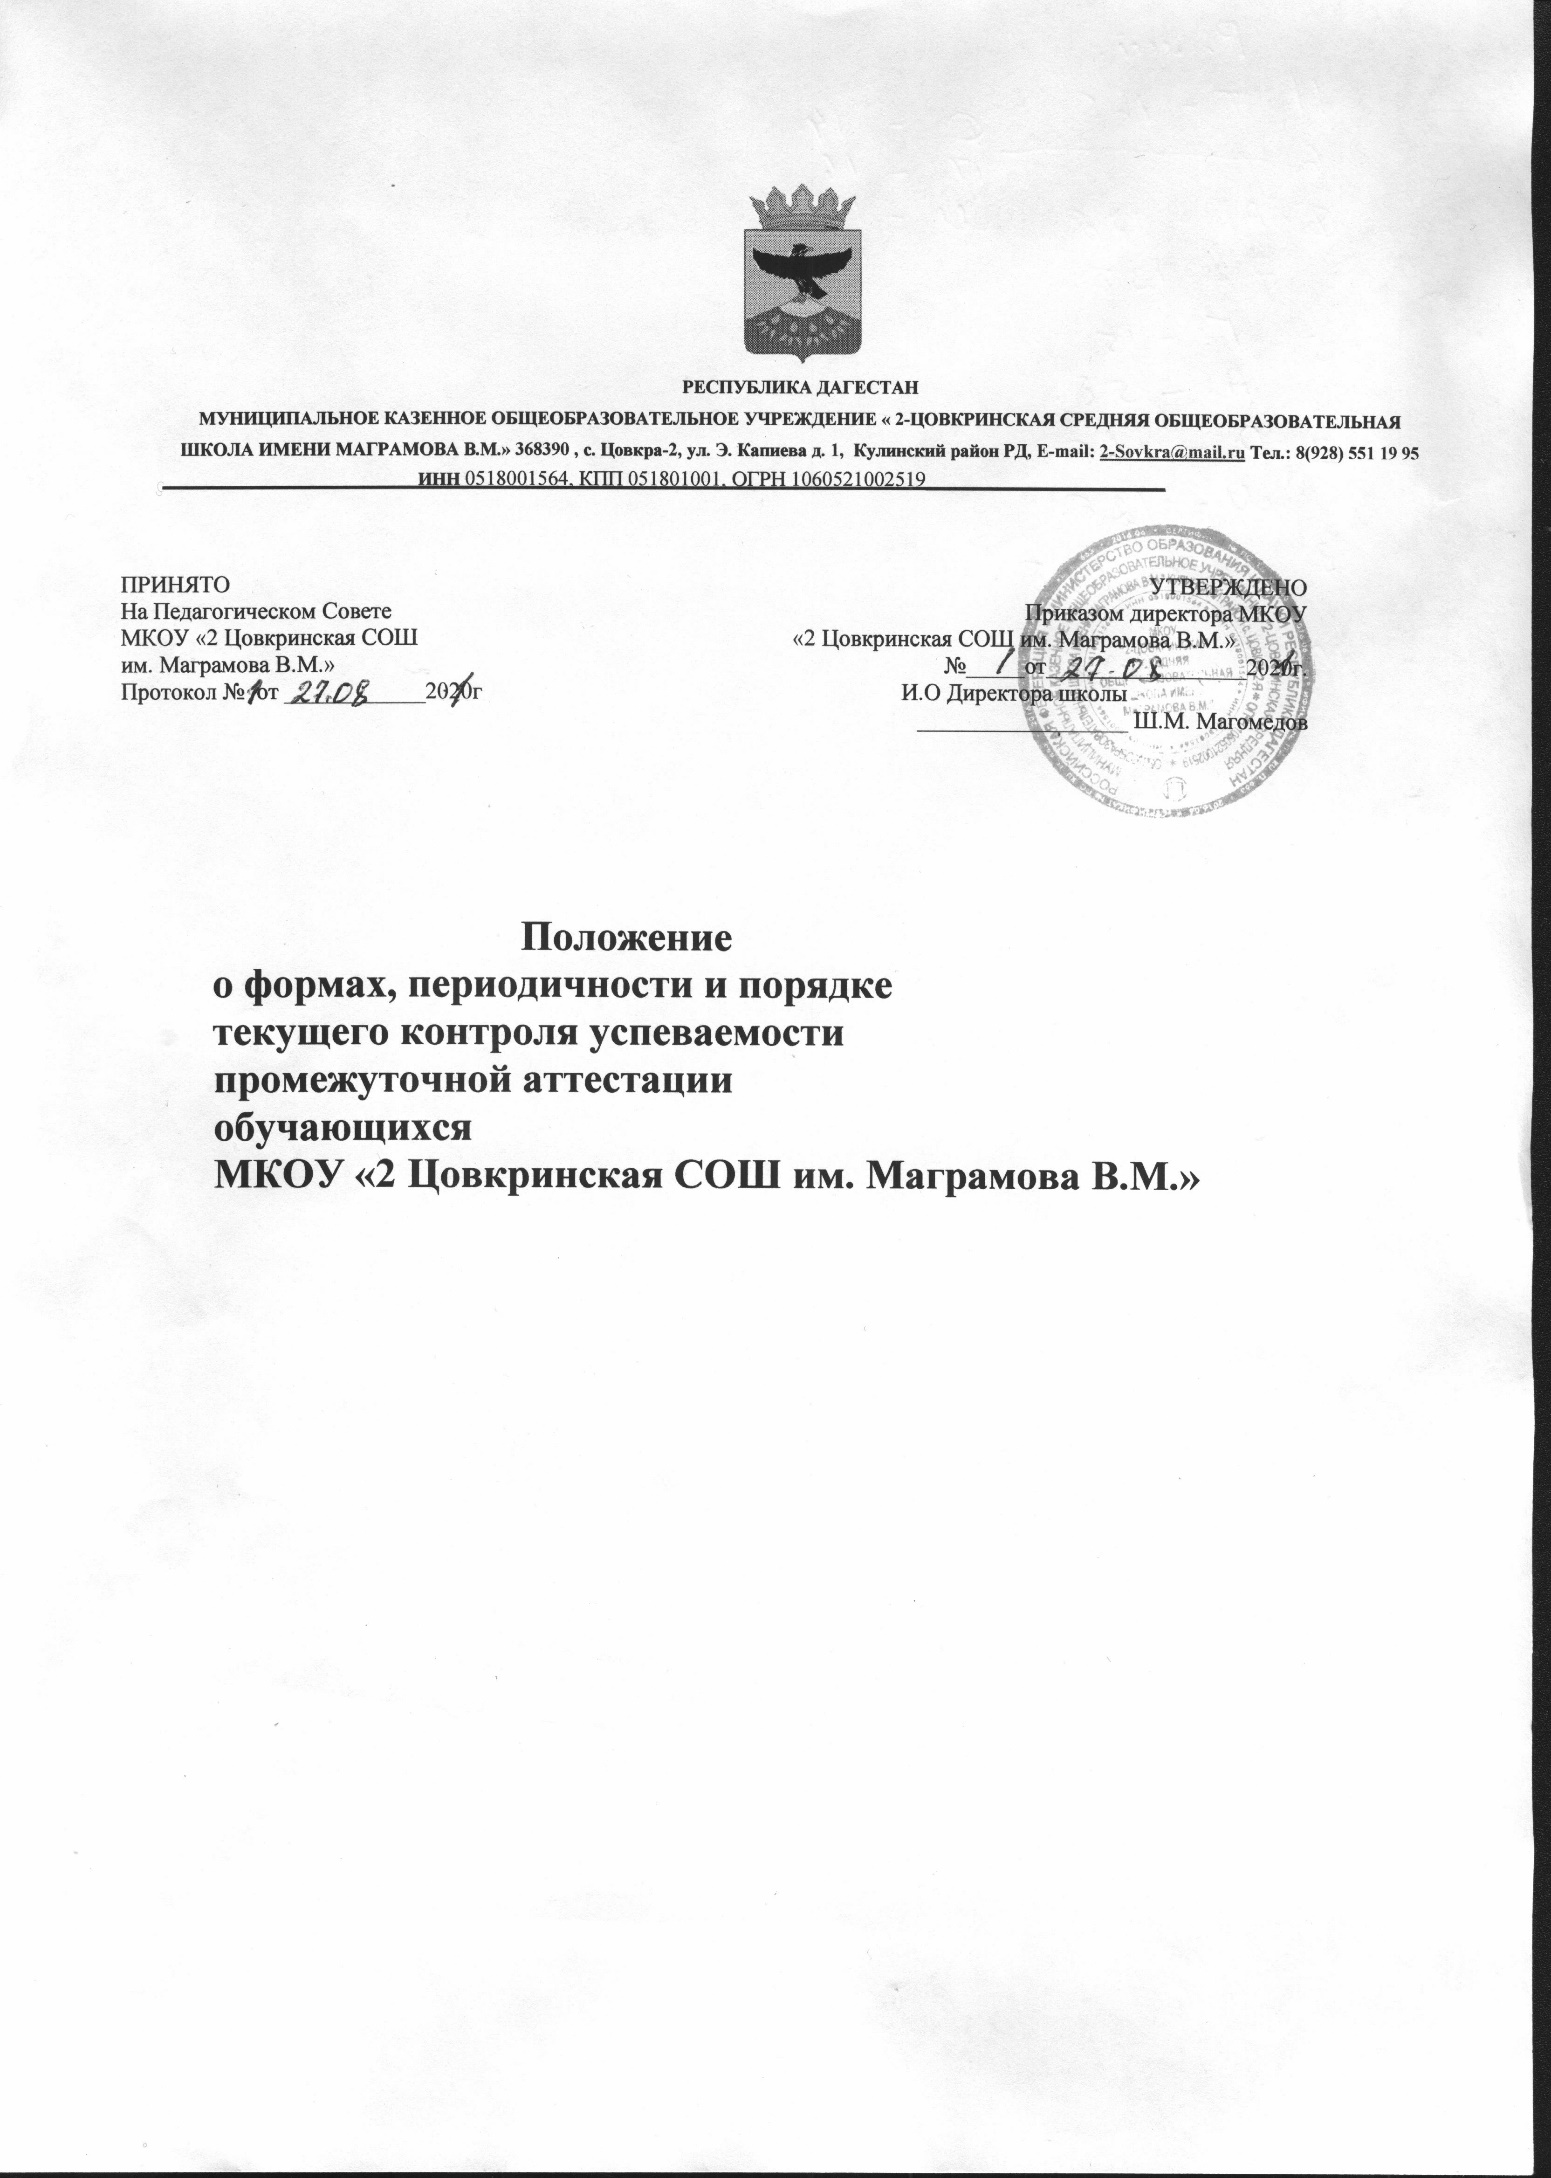 РЕСПУБЛИКА ДАГЕСТАН
МУНИЦИПАЛЬНОЕ КАЗЕННОЕ ОБЩЕОБРАЗОВАТЕЛЬНОЕ УЧРЕЖДЕНИЕ « 2-ЦОВКРИНСКАЯ СРЕДНЯЯ ОБЩЕОБРАЗОВАТЕЛЬНАЯ
ШКОЛА ИМЕНИ МАГРАМОВА В.М.» 368390 , с. Цовкра-2, ул. Э. Капиева д. 1, Кулинский район РД, E-mail: 2-Sovkra@mail.ru Тел.: 8(928) 551 19 95
ИНН 0518001564, КПП 051801001, ОГРН 1060521002519
ПРИНЯТО
На Педагогическом Совете
МКОУ «2 Цовкринская СОШ
им. Маграмова В.М.»
Протокол №1 от 27.08 2021г
УТВЕРЖДЕНО
Приказом директора МКОУ
«2 Цовкринская СОШ им. Маграмова В.М.»
№ 1 от 27.08 2021г.
И.О Директора школы
Ш.М. Магомедов
Положение
о формах, периодичности и порядке
текущего контроля успеваемости
промежуточной аттестации
обучающихся
МКОУ «2 Цовкринская СОШ им. Маграмова В.М.»